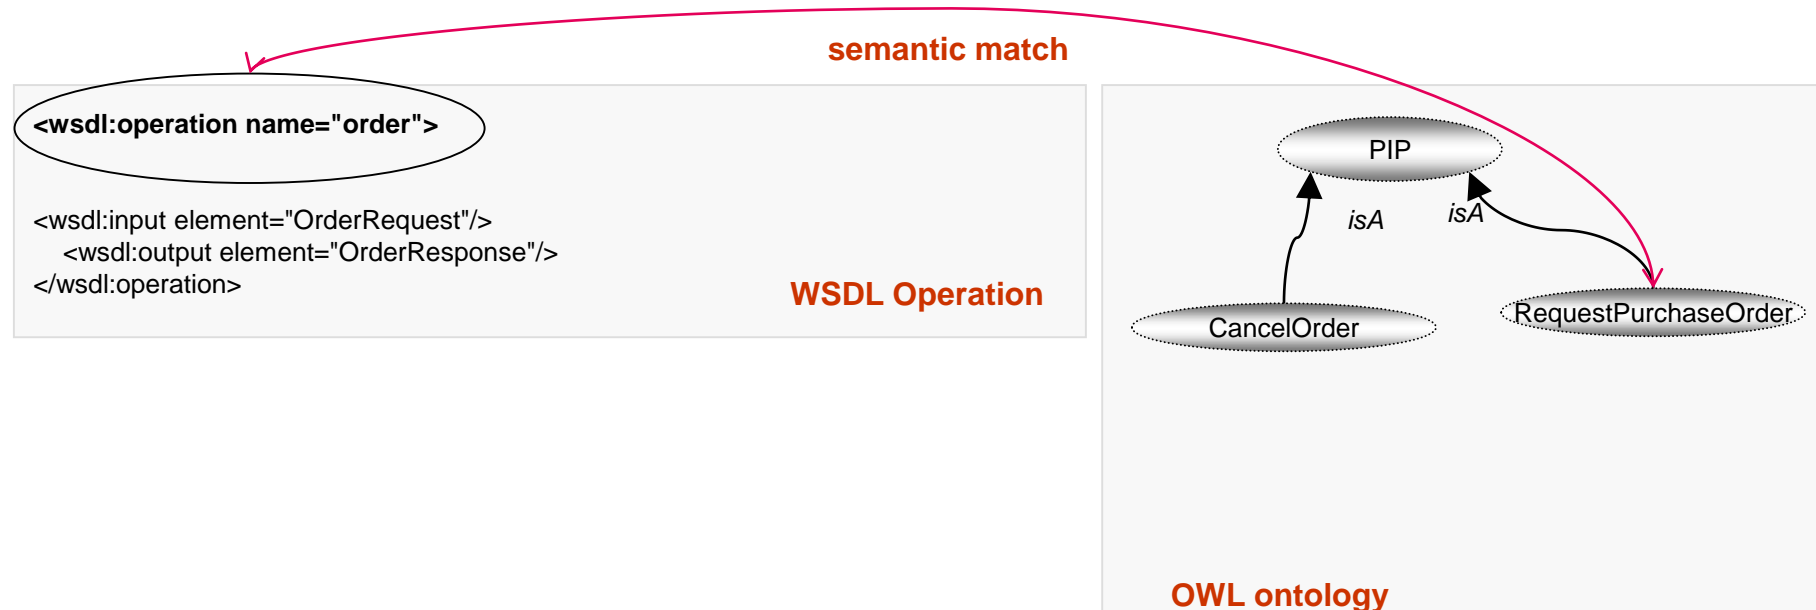 semantic match
<wsdl:operation name="order">
<wsdl:input element="OrderRequest"/>
<wsdl:output element="OrderResponse"/>
</wsdl:operation>
WSDL Operation
PIP
isA
isA
CancelOrder
RequestPurchaseOrder
OWL ontology